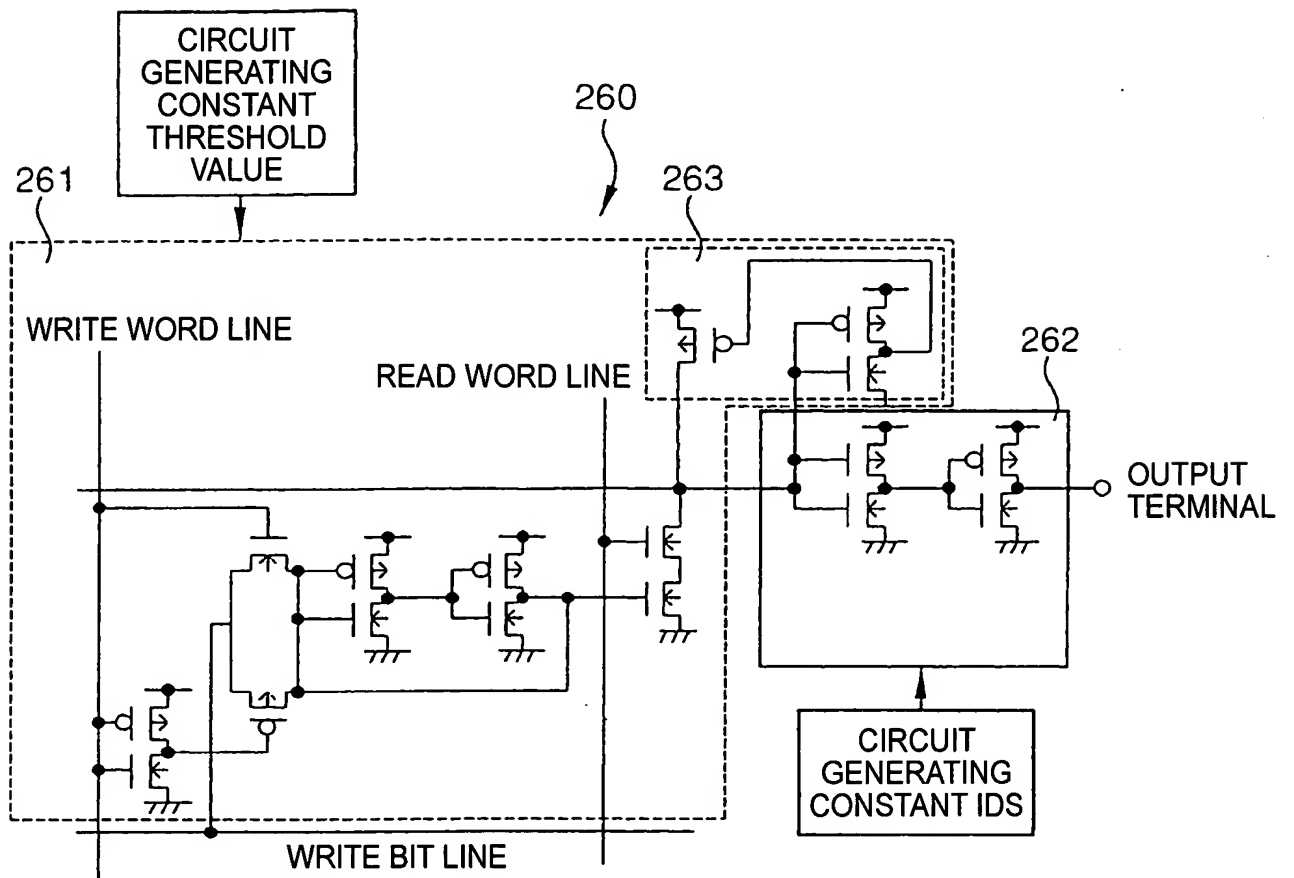 CIRCUIT
GENERATING
CONSTANT
THRESHOLD
VALUE
260
261
263
WRITE WORD LINE
READ WORD LINE
262
OUTPUT
TERMINAL
CIRCUIT
GENERATING
CONSTANT IDS
WRITE BIT LINE